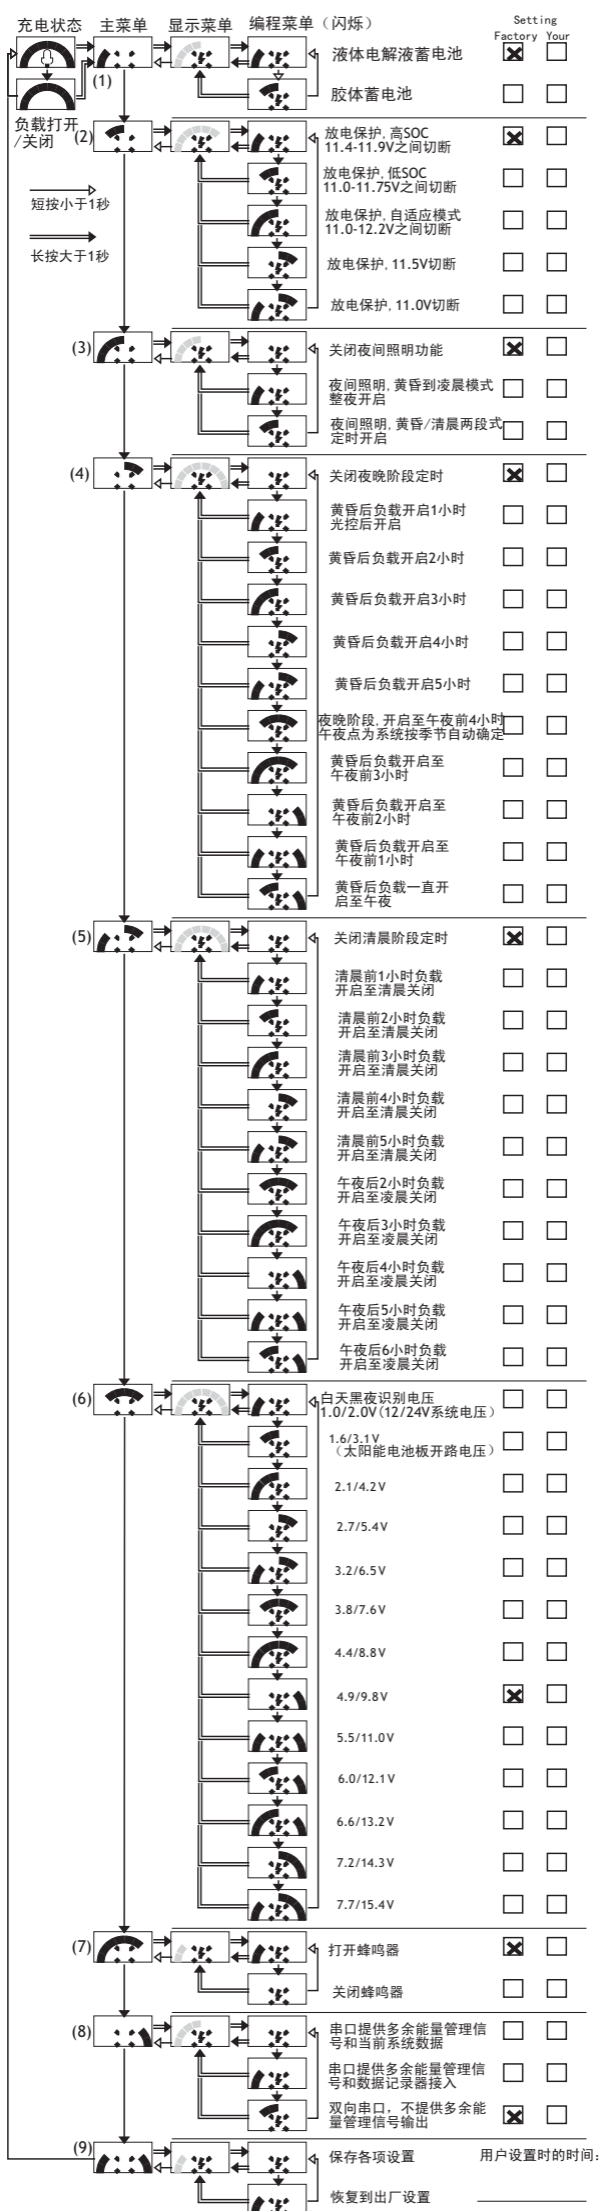 充电状态 主菜单 显示菜单 编程菜单（闪烁） Setting
Factory Your
液体电解液蓄电池
(1)
胶体蓄电池
负载打开
/关闭
(2)
放电保护, 高SOC
11.4-11.9V之间切断
放电保护, 低SOC
11.0-11.75V之间切断
短按小于1秒
放电保护, 自适应模式
11.0-12.2V之间切断
长按大于1秒
放电保护, 11.5V切断
放电保护, 11.0V切断
(3)
关闭夜间照明功能
夜间照明, 黄昏到凌晨模式
整夜开启
夜间照明, 黄昏/清晨两段式
定时开启
(4)
关闭夜晚阶段定时
黄昏后负载开启1小时
光控后开启
黄昏后负载开启2小时
黄昏后负载开启3小时
黄昏后负载开启4小时
黄昏后负载开启5小时
夜晚阶段, 开启至午夜前4小时
午夜点为系统按季节自动确定
黄昏后负载开启至
午夜前3小时
黄昏后负载开启至
午夜前2小时
黄昏后负载开启至
午夜前1小时
黄昏后负载一直开
启至午夜
(5)
关闭清晨阶段定时
清晨前1小时负载
开启至清晨关闭
清晨前2小时负载
开启至清晨关闭
清晨前3小时负载
开启至清晨关闭
清晨前4小时负载
开启至清晨关闭
清晨前5小时负载
开启至清晨关闭
午夜后2小时负载
开启至凌晨关闭
午夜后3小时负载
开启至凌晨关闭
午夜后4小时负载
开启至凌晨关闭
午夜后5小时负载
开启至凌晨关闭
午夜后6小时负载
开启至凌晨关闭
(6)
白天黑夜识别电压
1.0/2.0V(12/24V系统电压)
1.6/3.1V
(太阳能电池板开路电压)
2.1/4.2V
2.7/5.4V
3.2/6.5V
3.8/7.6V
4.4/8.8V
4.9/9.8V
5.5/11.0V
6.0/12.1V
6.6/13.2V
7.2/14.3V
7.7/15.4V
(7)
打开蜂鸣器
关闭蜂鸣器
(8)
串口提供多余能量管理信
号和当前系统数据
串口提供多余能量管理信
号和数据记录器接入
双向串口，不提供多余能
量管理信号输出
(9)
保存各项设置 用户设置时的时间:
恢复到出厂设置